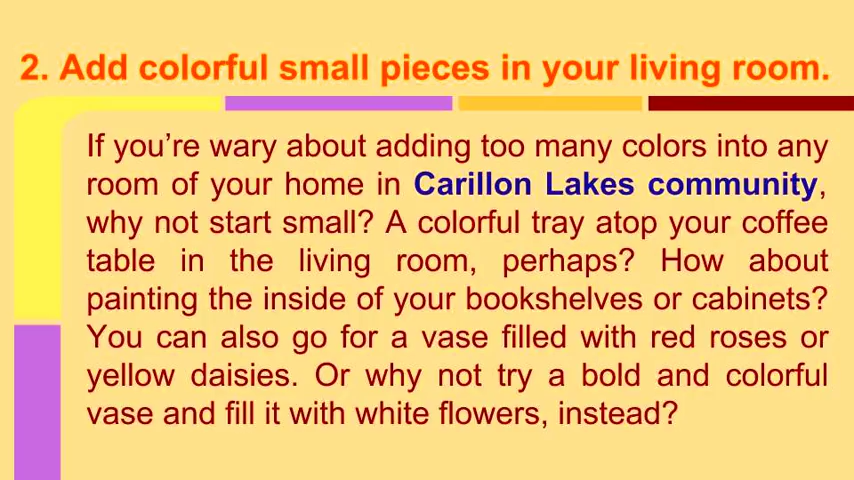 2. Add colorful small pieces in your living room.
If you’re wary about adding too many colors into any
room of your home in Carillon Lakes community,
why not start small? A colorful tray atop your coffee
table in the living room, perhaps? How about
painting the inside of your bookshelves or cabinets?
You can also go for a vase filled with red roses or
yellow daisies. Or why not try a bold and colorful
vase and fill it with white flowers, instead?